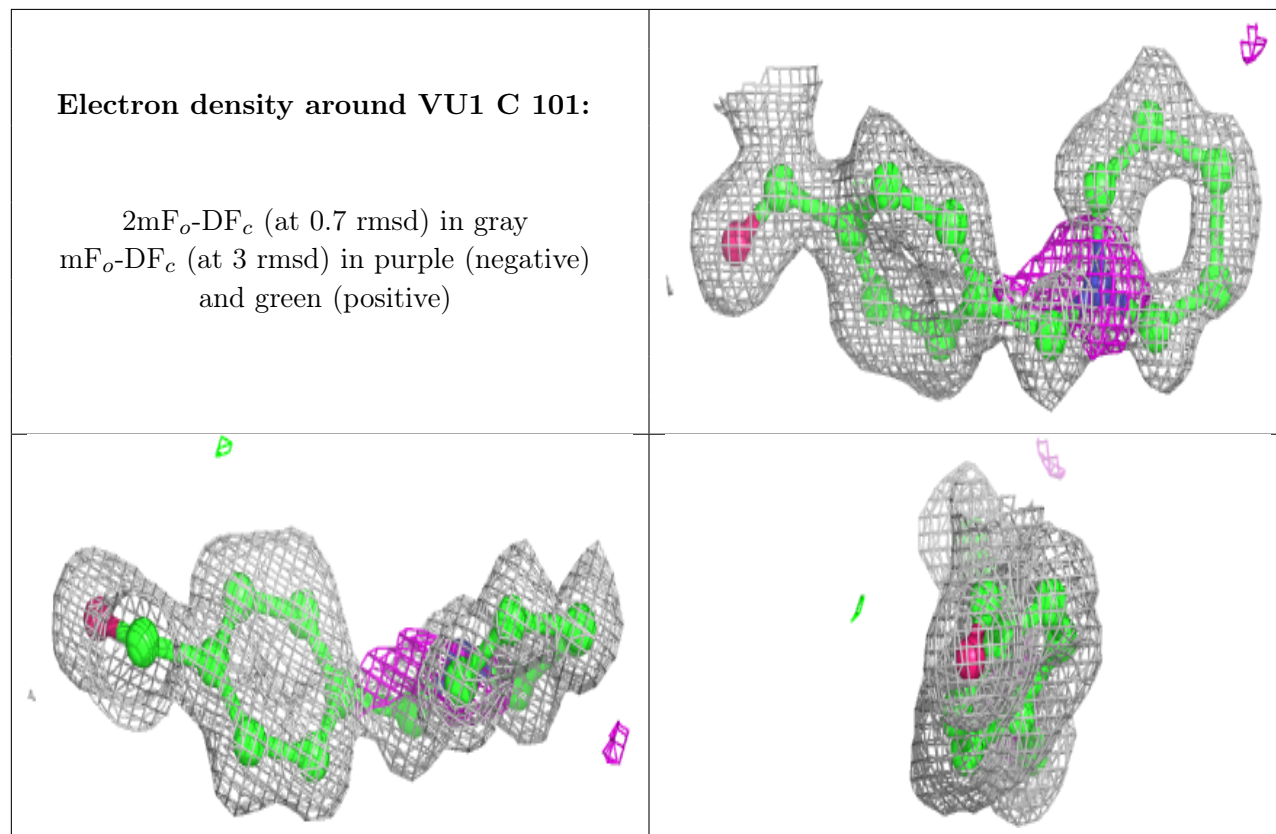 Electron density around VU1 C 101:
2mFo-DFc (at 0.7 rmsd) in gray
mFo-DFc (at 3 rmsd) in purple (negative)
and green (positive)